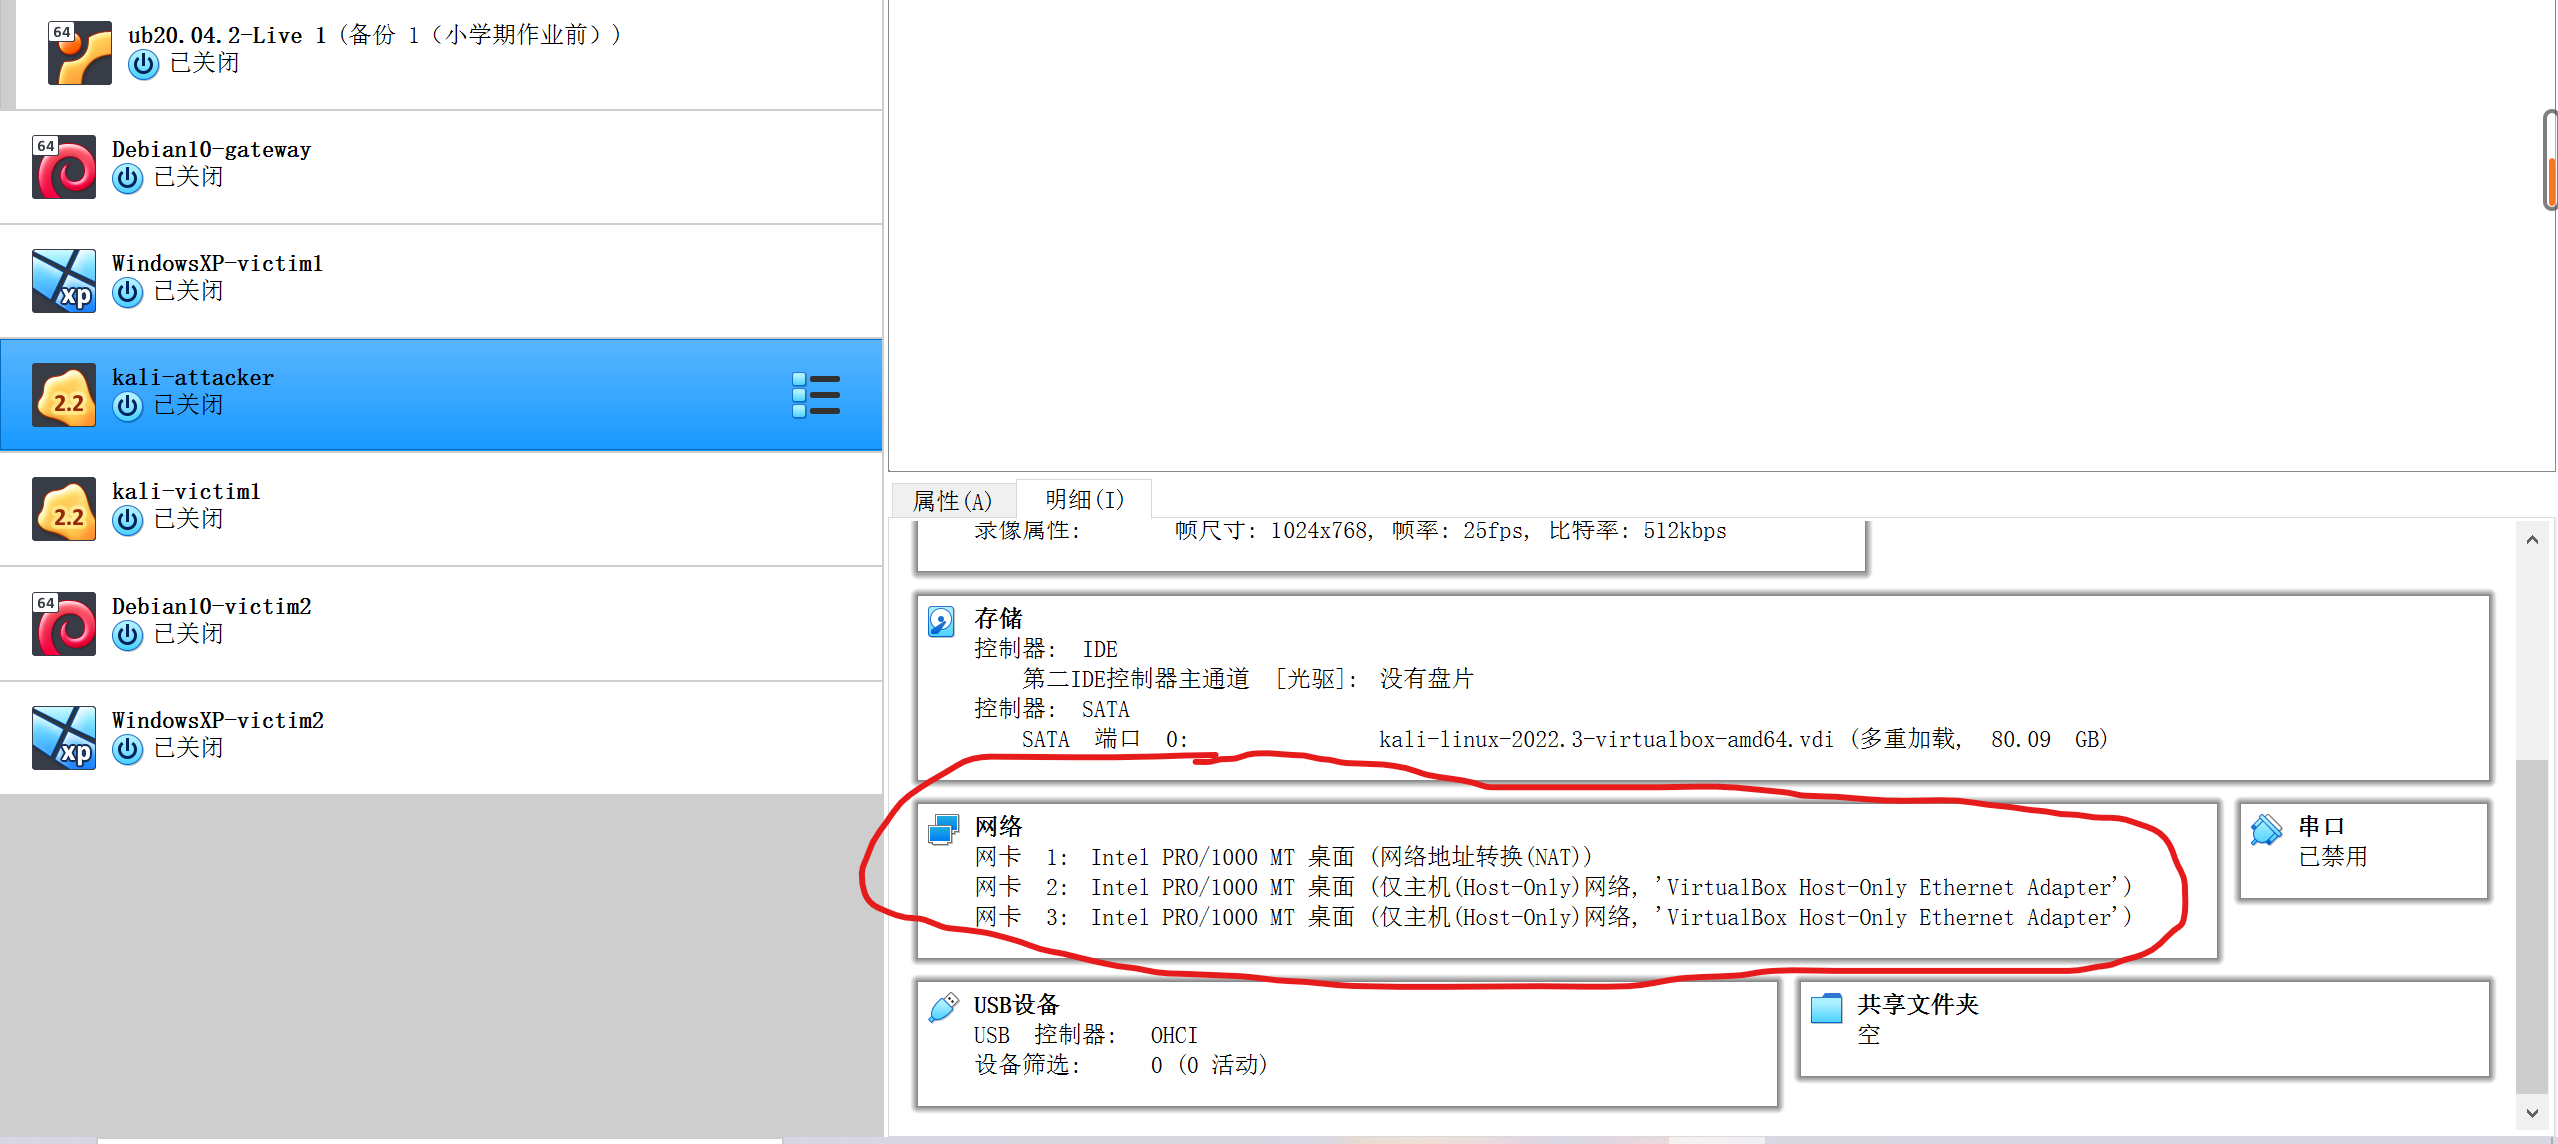 64
ub20.04.2-Live 1 (备份 1（小学期作业前）)
已关闭
64
Debian10-gateway
已关闭
xp
WindowsXP-victim1
已关闭
2.2
kali-attacker
已关闭
2.2
kali-victim1
已关闭
64
Debian10-victim2
已关闭
xp
WindowsXP-victim2
已关闭
属性(A)
明细(I)
录像属性: 帧尺寸: 1024x768, 帧率: 25fps, 比特率: 512kbps
存储
控制器: IDE
第二IDE控制器主通道 [光驱]: 没有盘片
控制器: SATA
SATA 端口 0: kali-linux-2022.3-virtualbox-amd64.vdi (多重加载, 80.09 GB)
网络
网卡 1: Intel PRO/1000 MT 桌面 (网络地址转换(NAT))
网卡 2: Intel PRO/1000 MT 桌面 (仅主机(Host-Only)网络, 'VirtualBox Host-Only Ethernet Adapter')
网卡 3: Intel PRO/1000 MT 桌面 (仅主机(Host-Only)网络, 'VirtualBox Host-Only Ethernet Adapter')
串口
已禁用
USB设备
USB 控制器: OHCI
设备筛选: 0 (0 活动)
共享文件夹
空